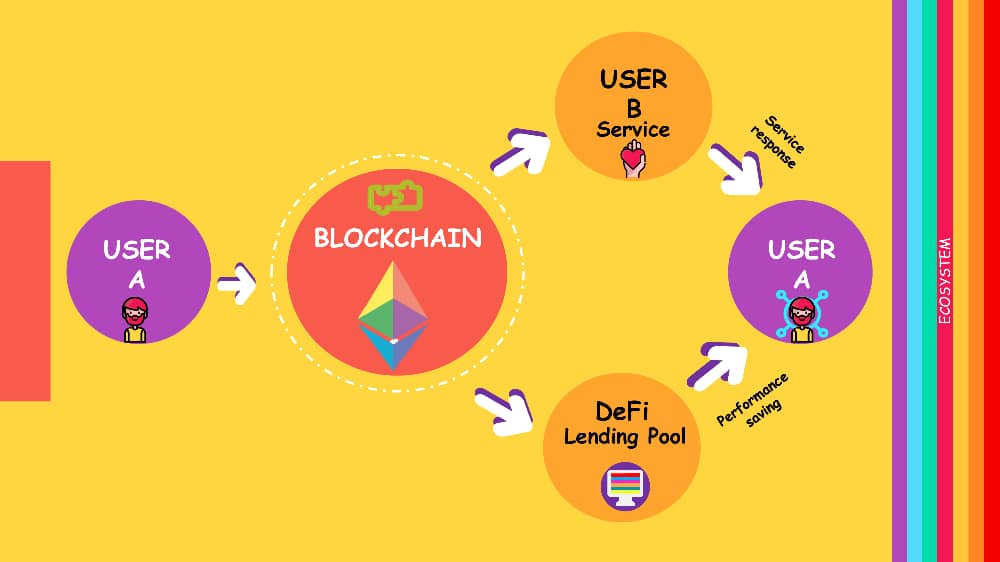 USER
A
BLOCKCHAIN
USER
B
Service
Service
response
DeFi
Lending Pool
Performance
saving
USER
A
ECOSYSTEM